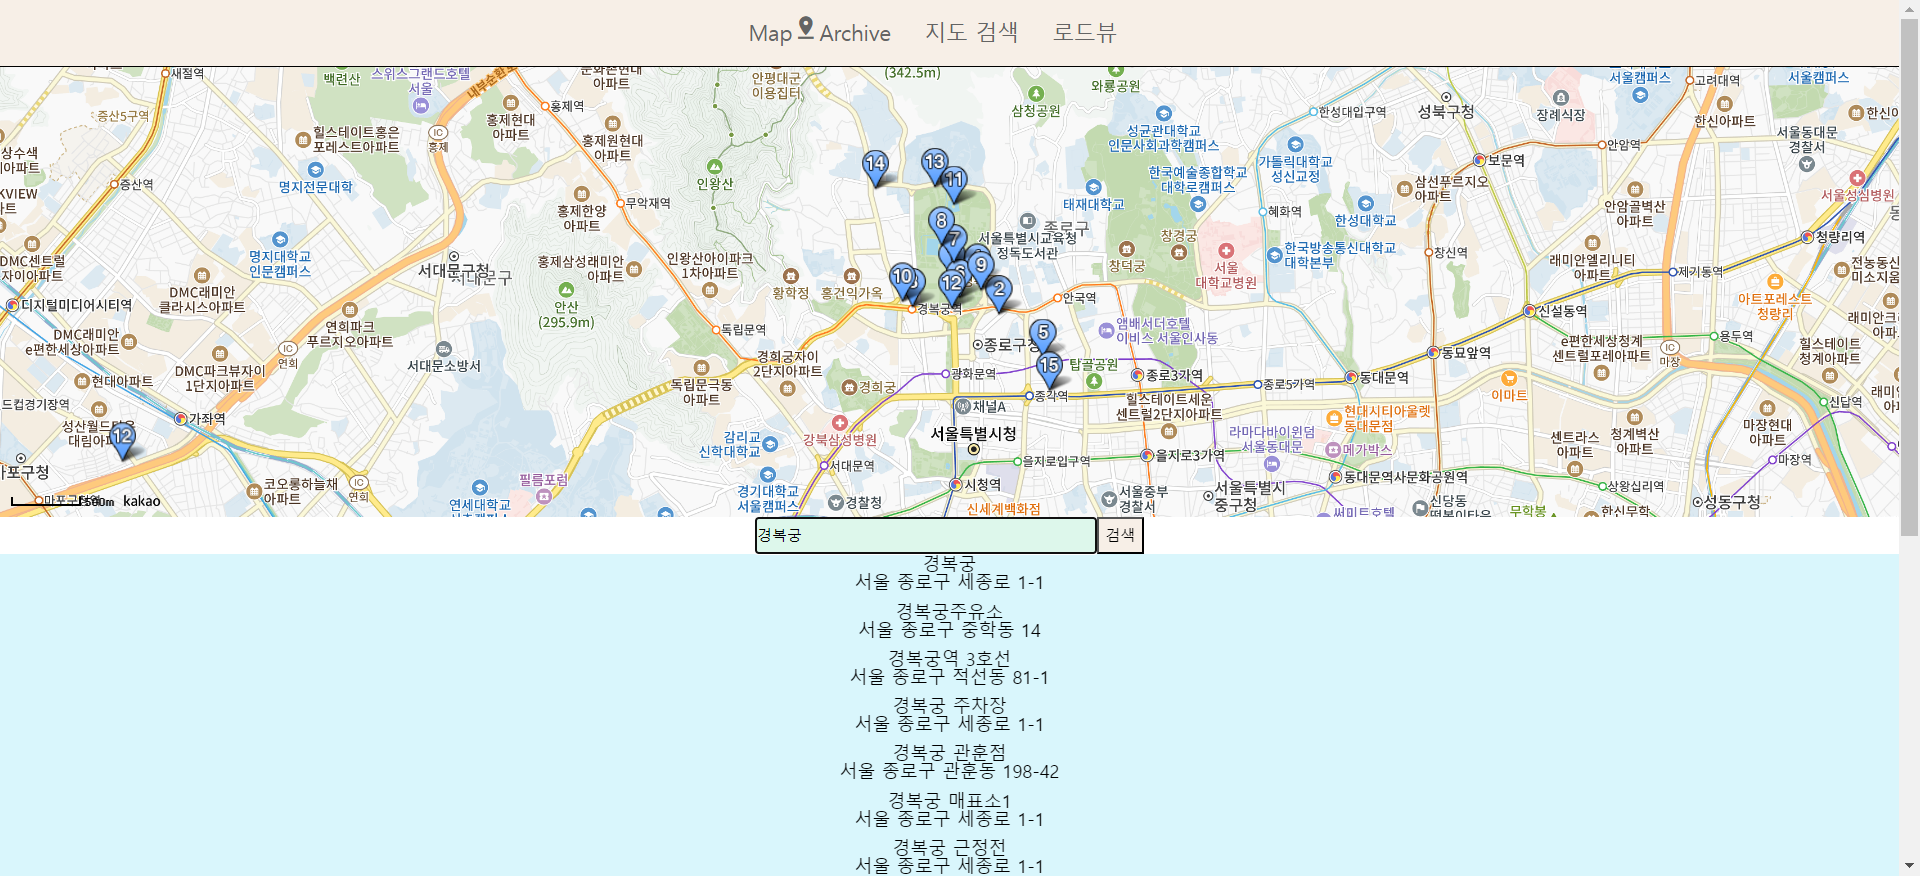 Map Archive
지도 검색
로드뷰
새절역
백련산
스위스그랜드호텔
서울
내부순환로
문화촌현대
아파트
안평대군
이용집터
(342.5m)
와룡공원
서울캠퍼스
고려대역
서울캠퍼스
증산5구역
홍제역
홍제현대
아파트
삼청공원
한성대입구역
성북구청
장례식장
한신아파트
힐스테이트홍은
포레스트아파트
IC
홍제
홍제원현대
아파트
성균관대학교
인문사회과학캠퍼스
가톨릭대학교
성신교정
보문역
안암역
서울동대문
경찰서
증산역
명지전문대학
인왕산
14
13
11
한국예술종합학교
대학로캠퍼스
삼선푸르지오
아파트
서울성심병원
홍제한양
아파트
무악재역
태재대학교
혜화역
한성대학교
안암골벽산
아파트
8
7
종로구
서울특별시교육청
정독도서관
창경궁
창덕궁
서울
대학교병원
한국방송통신대학교
대학본부
창신역
청량리역
명지대학교
인문캠퍼스
서대문구청
홍제삼성래미안
아파트
인왕산아이파크
1차아파트
래미안엘리니티
아파트
제기동역
DMC센트럴
자이아파트
DMC래미안
클라시스아파트
안산
(295.9m)
황학정
홍건익가옥
10
12
9
2
경복궁역
안국역
아트포레스트
청량리
디지털미디어시티역
DMC래미안
e편한세상아파트
연희파크
푸르지오아파트
독립문역
5
앰배서더호텔
이비스 서울인사동
신설동역
용두역
DMC파크뷰자이
1단지아파트
IC
연희
서대문소방서
경희궁자이
2단지아파트
종로구청
탑골공원
15
동묘앞역
e편한세상청계
센트럴포레아파트
IC
마장
힐스테이트
청계아파트
현대아파트
독립문극동
아파트
경희궁
광화문역
종로3가역
종로5가역
동대문역
이마트
가좌역
채널A
종각역
힐스테이트세운
센트럴2단지아파트
현대시티아울렛
동대문점
신답역
12
감리교
신학대학교
강북삼성병원
서울특별시청
라마다바이윈덤
서울동대문
메가박스
센트라스
아파트
청계벽산
아파트
마장현대
아파트
마포구청
서대문역
을지로입구역
을지로3가역
마장역
코오롱하늘채
아파트
IC
연희
필름포럼
연세대학교
경기대학교
서울캠퍼스
경찰청
시청역
신세계백화점
서울중부
경찰서
서울특별시
중구청
동대문역사문화공원역
신당동
상왕십리역
성동구청
500m kakao
써미트호텔
무학봉
한신무학
경복궁
검색
경복궁
서울 종로구 세종로 1-1
경복궁주유소
서울 종로구 중학동 14
경복궁역 3호선
서울 종로구 적선동 81-1
경복궁 주차장
서울 종로구 세종로 1-1
경복궁 관훈점
서울 종로구 관훈동 198-42
경복궁 매표소1
서울 종로구 세종로 1-1
경복궁 근정전
서울 종로구 세종로 1-1